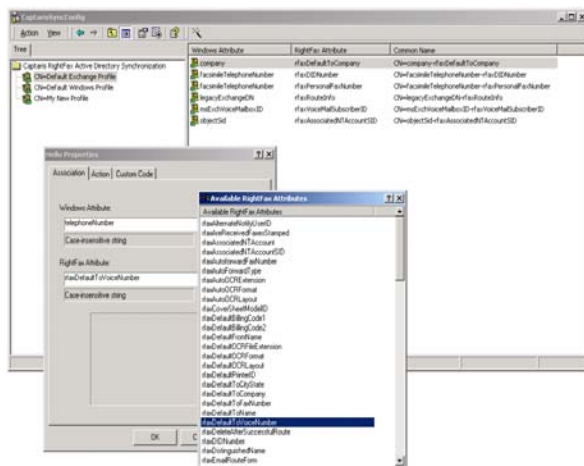 CaptarisSyncConfig
Action View
Tree
Captaris RightFax Active Directory Synchronization
CN=Default Exchange Profile
CN=Default Windows Profile
CN=My New Profile
Windows Attribute RightFax Attribute Common Name
company rfaxDefaultToCompany CN=company-rfaxDefaultToCompany
facsimileTelephoneNumber rfaxDIDNumber CN=facsimileTelephoneNumber-rfaxDIDNumber
facsimileTelephoneNumber rfaxPersonalFaxNumber CN=facsimileTelephoneNumber-rfaxPersonalFaxNumber
legacyExchangeDN rfaxRouteInfo CN=legacyExchangeDN-rfaxRouteInfo
msExchVoiceMailboxID rfaxVoiceMailSubscriberID CN=msExchVoiceMailboxID-rfaxVoiceMailSubscriberID
objectSid rfaxAssociatedNTAccountSID CN=objectSid-rfaxAssociatedNTAccountSID
Hello Properties
Association Action Custom Code
Windows Attribute:
telephoneNumber
Case-insensitive string
RightFax Attribute:
rfaxDefaultToVoiceNumber
Case-insensitive string
OK
Available RightFax Attributes
Available RightFax Attributes
rfaxAlternateNotifyUserID
rfaxAreReceivedFaxesStamped
rfaxAssociatedNTAccount
rfaxAssociatedNTAccountSID
rfaxAutoforwardFaxNumber
rfaxAutoForwardType
rfaxAutoOCRExtension
rfaxAutoOCRFormat
rfaxAutoOCRLayout
rfaxCoverSheetModelID
rfaxDefaultBillingCode1
rfaxDefaultBillingCode2
rfaxDefaultFromName
rfaxDefaultOCRFileExtension
rfaxDefaultOCRFormat
rfaxDefaultOCRLayout
rfaxDefaultPrinterID
rfaxDefaultToCityState
rfaxDefaultToCompany
rfaxDefaultToFaxNumber
rfaxDefaultToName
rfaxDefaultToVoiceNumber
rfaxDeleteAfterSuccessfulRoute
rfaxDIDNumber
rfaxDistinguishedName
rfaxEmailRouteForm